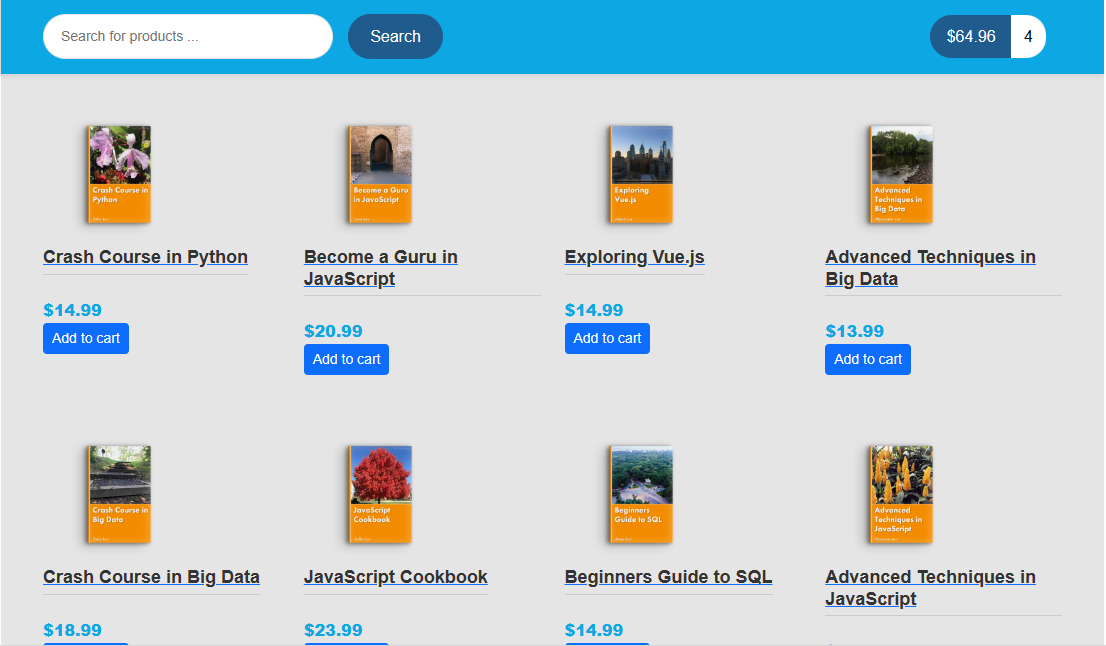 Search for products ...
Search
$64.96
4
Crash Course in
Python
Become a Guru
in JavaScript
Exploring
Vue.js
Advanced
Techniques in
Big Data
Crash Course in Python
Become a Guru in
JavaScript
Exploring Vue.js
Advanced Techniques in
Big Data
$14.99
$20.99
$14.99
$13.99
Add to cart
Add to cart
Add to cart
Add to cart
Crash Course in
Big Data
JavaScript
Cookbook
Beginners
Guide to SQL
Advanced
Techniques in
JavaScript
Crash Course in Big Data
JavaScript Cookbook
Beginners Guide to SQL
Advanced Techniques in
JavaScript
$18.99
$23.99
$14.99